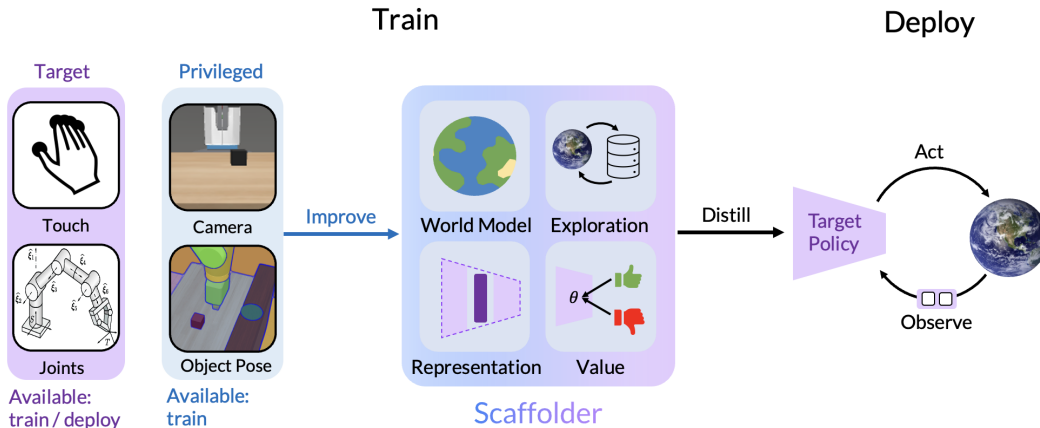 Train
Deploy
Target
Privileged
Touch
Camera
Joints
Object Pose
Available:
train / deploy
Available:
train
Improve
World Model
Exploration
Representation
θ
Value
Scaffolder
Distill
Target
Policy
Act
Observe